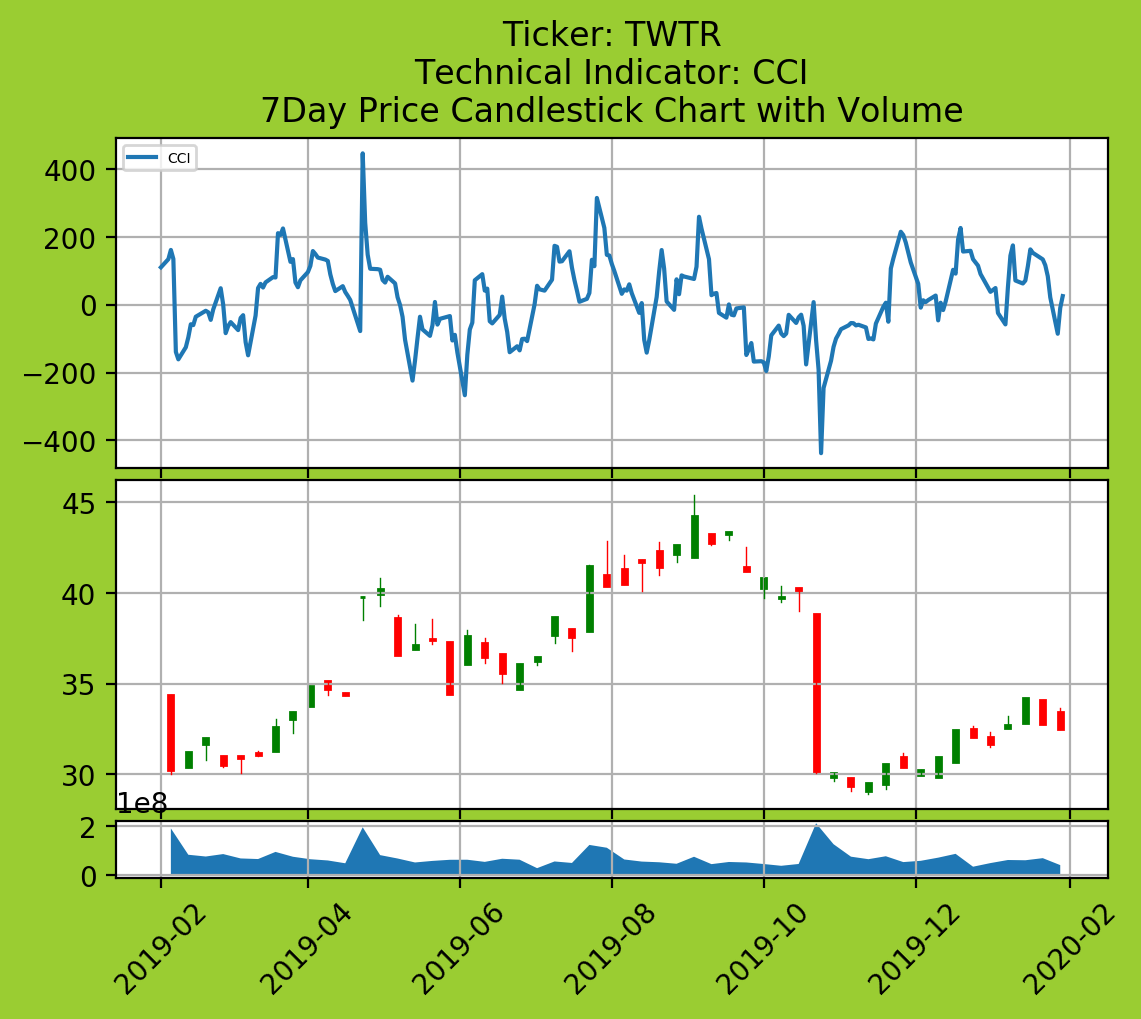 Ticker: TWTR
Technical Indicator: CCI
7Day Price Candlestick Chart with Volume
CCI
400
200
0
−200
−400
45
40
35
30
1e8
2
0
2019-02 2019-04 2019-06 2019-08 2019-10 2019-12 2020-02